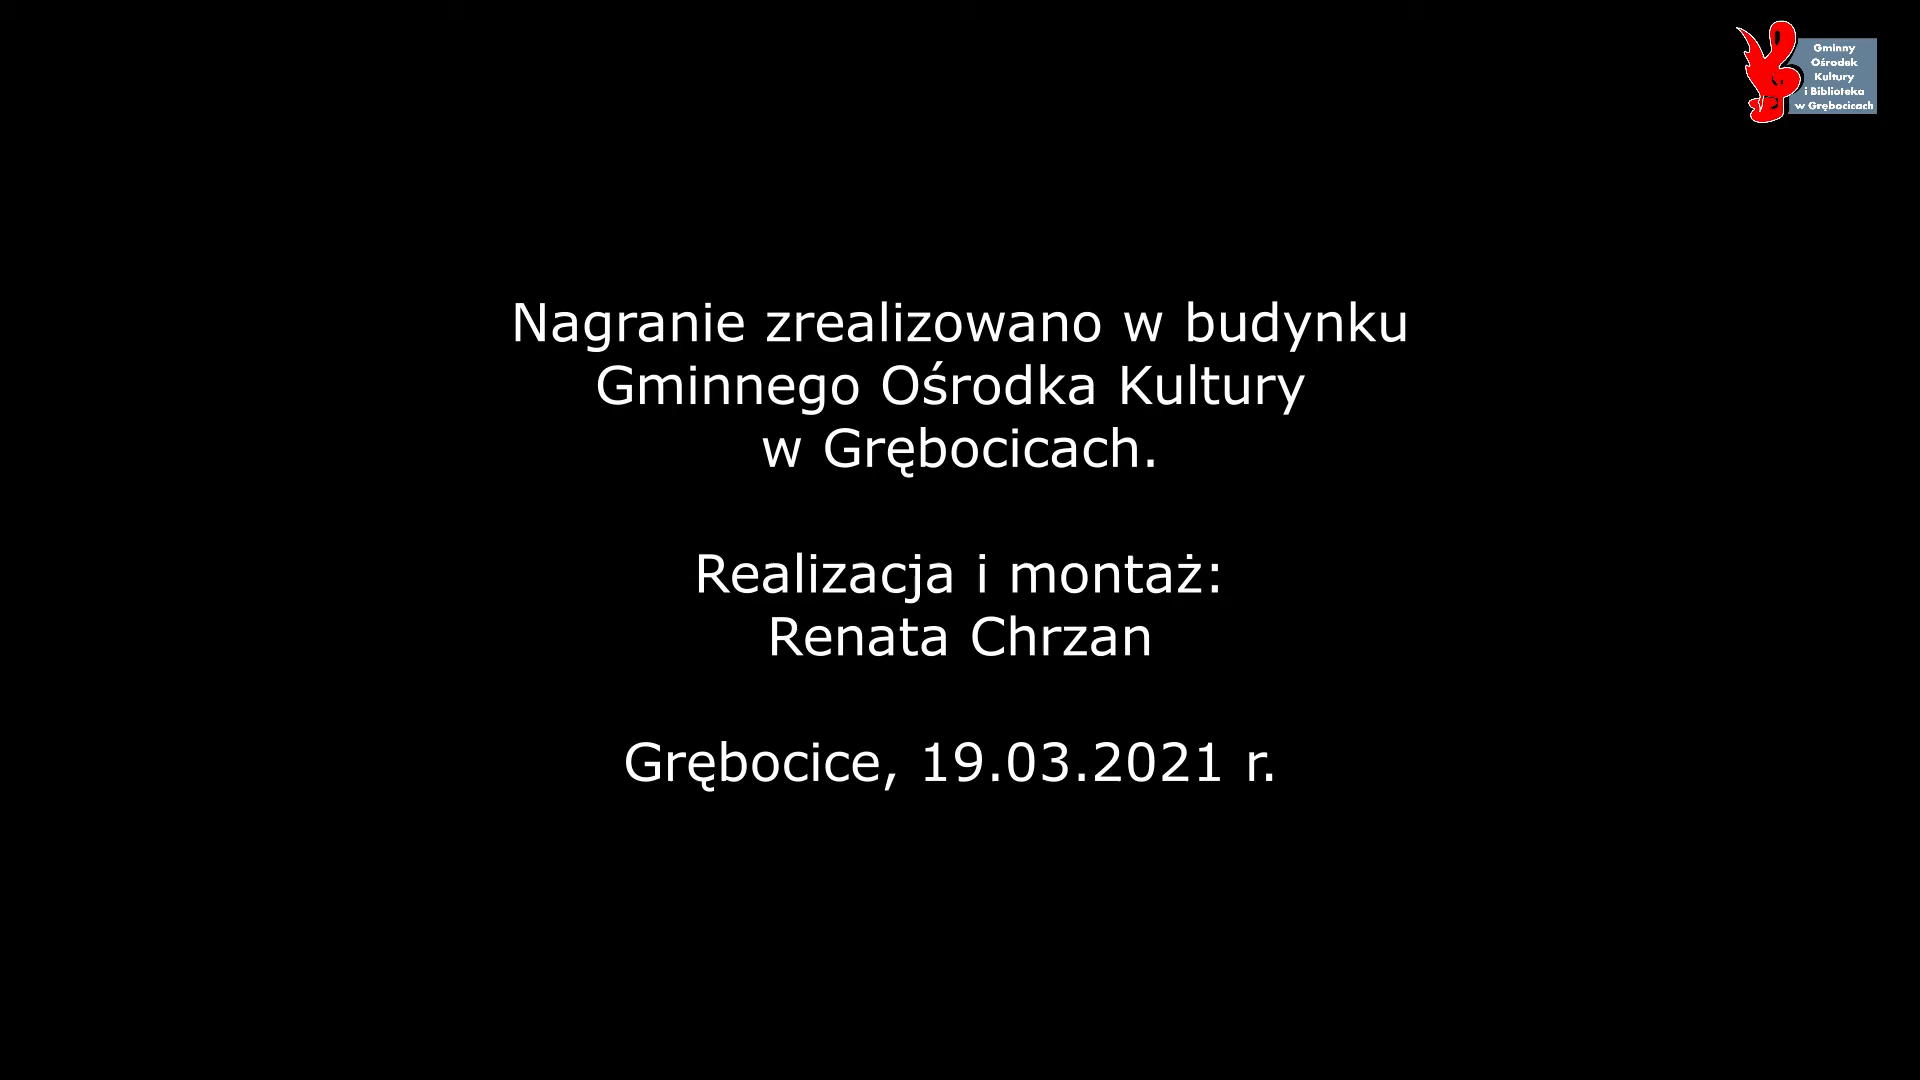 Gminny
Ośrodek
Kultury
i Biblioteka
w Grębocicach
Nagranie zrealizowano w budynku
Gminnego Ośrodka Kultury
w Grębocicach.
Realizacja i montaż:
Renata Chrzan
Grębocice, 19.03.2021 r.